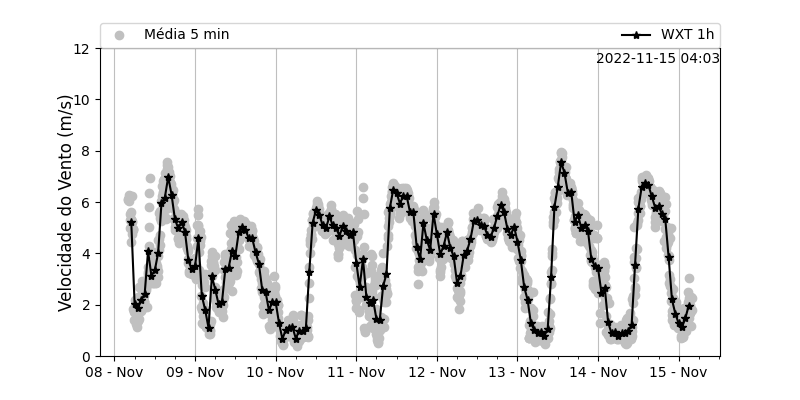 Média 5 min
WXT 1h
2022-11-15 04:03
Velocidade do Vento (m/s)
12
10
8
6
4
2
0
08 - Nov 09 - Nov 10 - Nov 11 - Nov 12 - Nov 13 - Nov 14 - Nov 15 - Nov